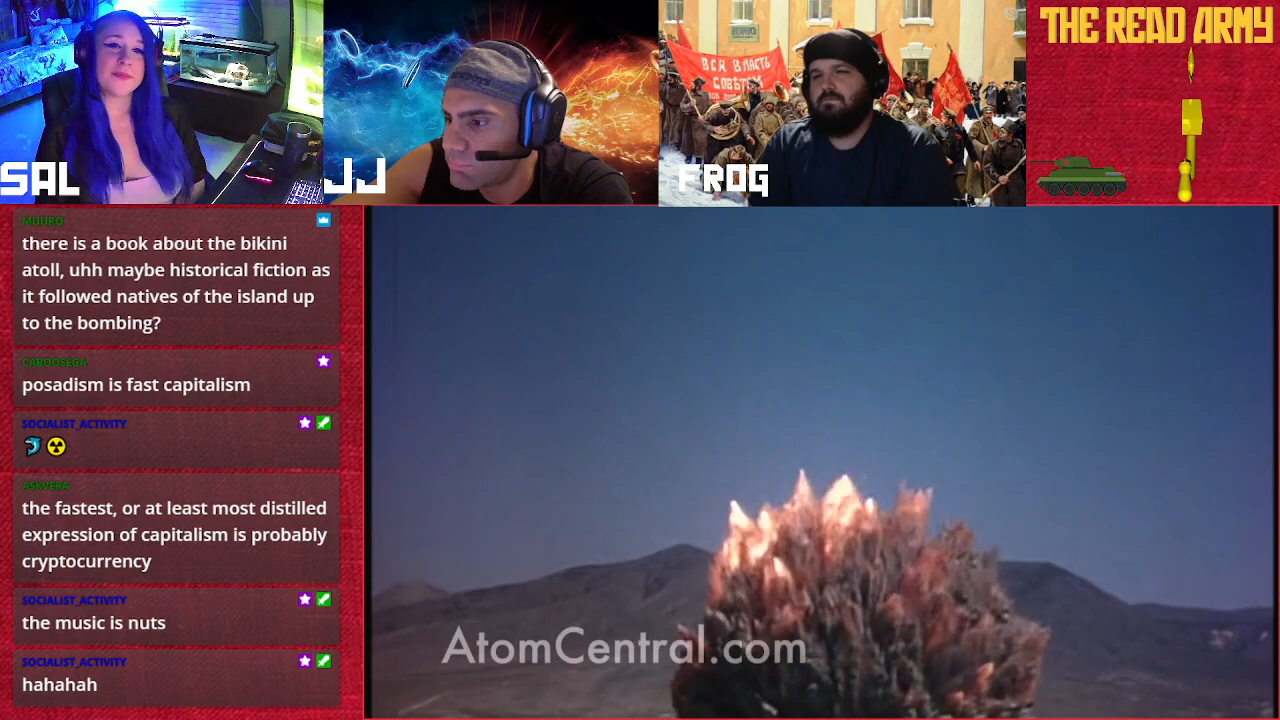 THE READ ARMY
ВСЯ ВЛАСТЬ
СОВѢТАМ
SAL
JJ
FROG
MUURO
there is a book about the bikini
atoll, uhh maybe historical fiction as
it followed natives of the island up
to the bombing?
CABOOSEGA
posadism is fast capitalism
SOCIALIST_ACTIVITY
ASKVERA
the fastest, or at least most distilled
expression of capitalism is probably
cryptocurrency
SOCIALIST_ACTIVITY
the music is nuts
SOCIALIST_ACTIVITY
hahahah
AtomCentral.com